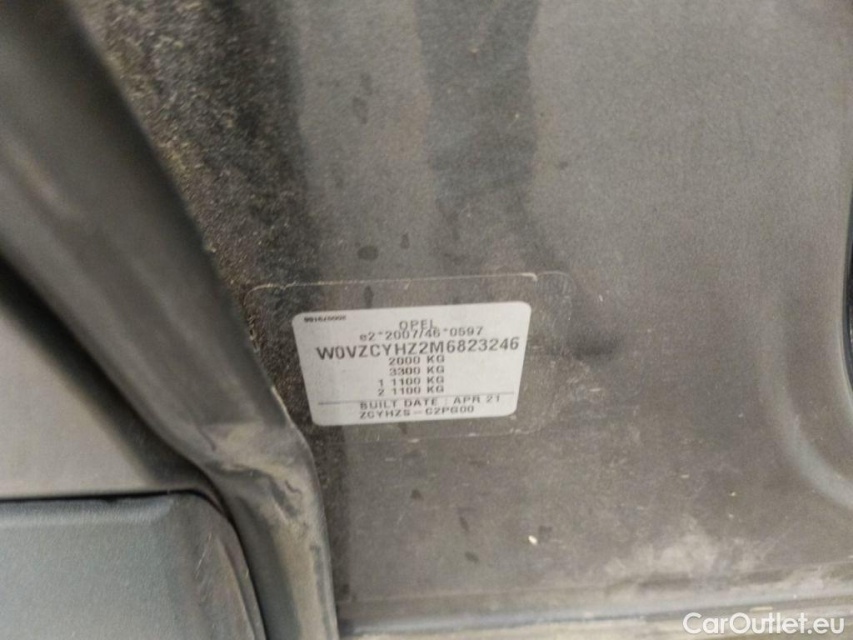 OPEL
e2*2007/46*0597
W0VZCYHZ2M6823246
2000 KG
3300 KG
1 1100 KG
2 1100 KG
BUILT DATE : APR 21
ZCYHZS - C2PG00
CarOutlet.eu